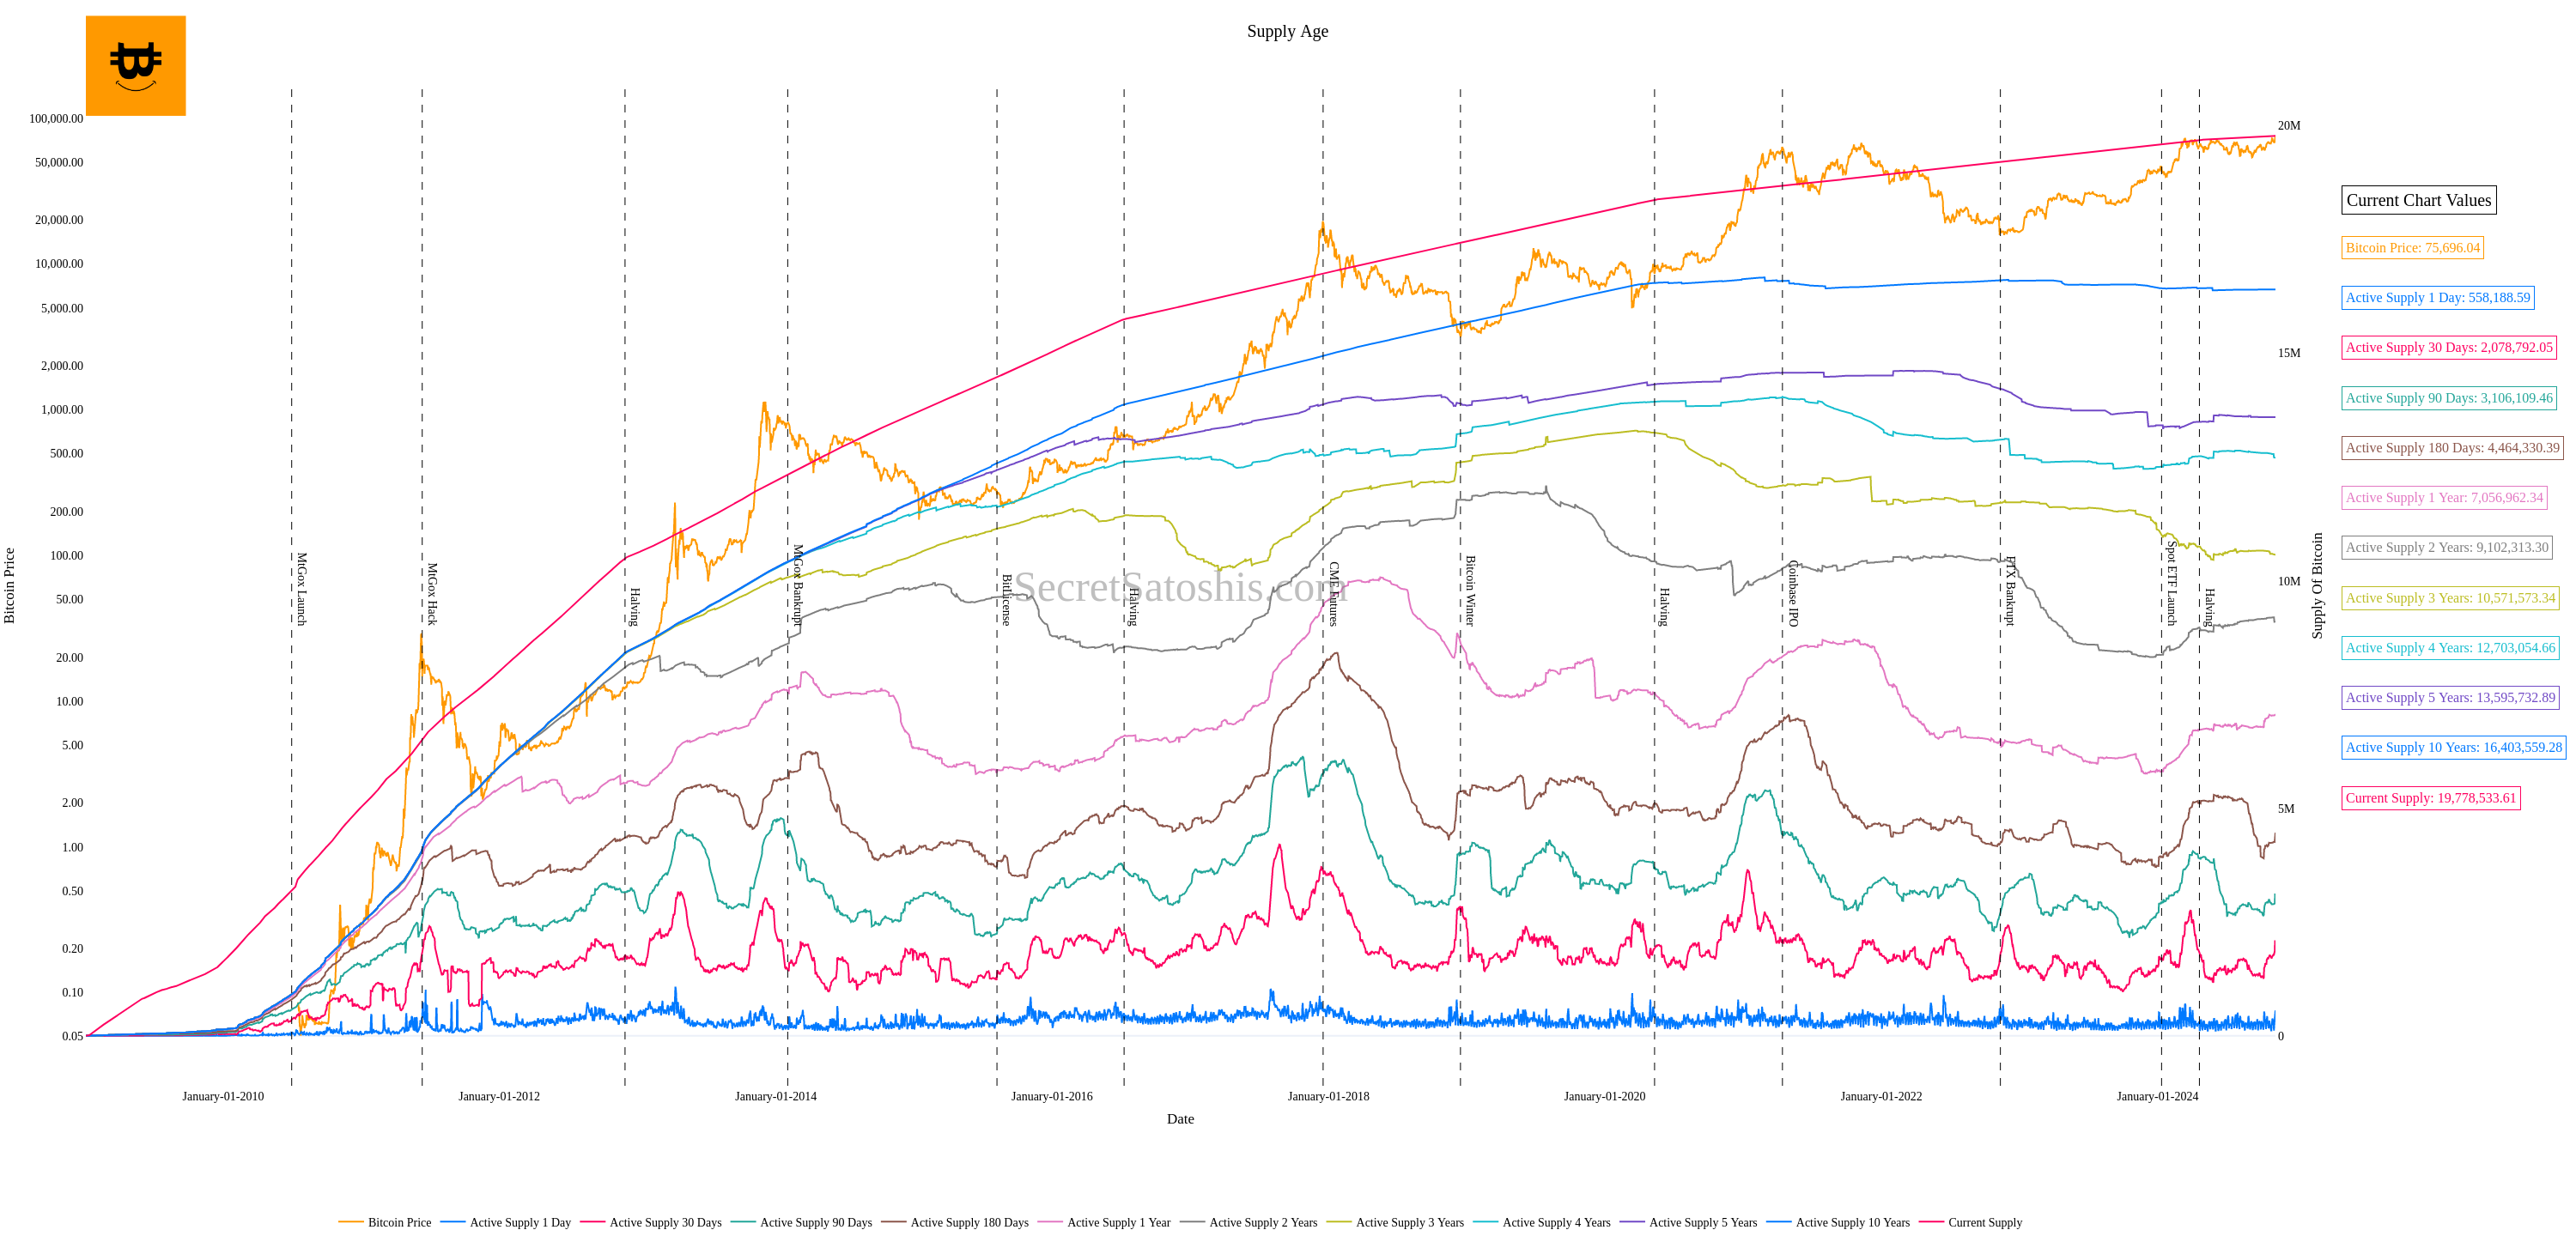 Supply Age
100,000.00
50,000.00
20,000.00
10,000.00
5,000.00
2,000.00
1,000.00
500.00
200.00
100.00
50.00
20.00
10.00
5.00
2.00
1.00
0.50
0.20
0.10
0.05
Bitcoin Price
MtGox Launch
MtGox Hack
Halving
MtGox Bankrupt
Bitlicense
Halving
CME Futures
Bitcoin Winter
Halving
Coinbase IPO
FTX Bankrupt
Spot ETF Launch
Halving
SecretSatoshis.com
20M
15M
10M
5M
0
Supply Of Bitcoin
January-01-2010
January-01-2012
January-01-2014
January-01-2016
January-01-2018
January-01-2020
January-01-2022
January-01-2024
Date
Current Chart Values
Bitcoin Price: 75,696.04
Active Supply 1 Day: 558,188.59
Active Supply 30 Days: 2,078,792.05
Active Supply 90 Days: 3,106,109.46
Active Supply 180 Days: 4,464,330.39
Active Supply 1 Year: 7,056,962.34
Active Supply 2 Years: 9,102,313.30
Active Supply 3 Years: 10,571,573.34
Active Supply 4 Years: 12,703,054.66
Active Supply 5 Years: 13,595,732.89
Active Supply 10 Years: 16,403,559.28
Current Supply: 19,778,533.61
Bitcoin Price
Active Supply 1 Day
Active Supply 30 Days
Active Supply 90 Days
Active Supply 180 Days
Active Supply 1 Year
Active Supply 2 Years
Active Supply 3 Years
Active Supply 4 Years
Active Supply 5 Years
Active Supply 10 Years
Current Supply